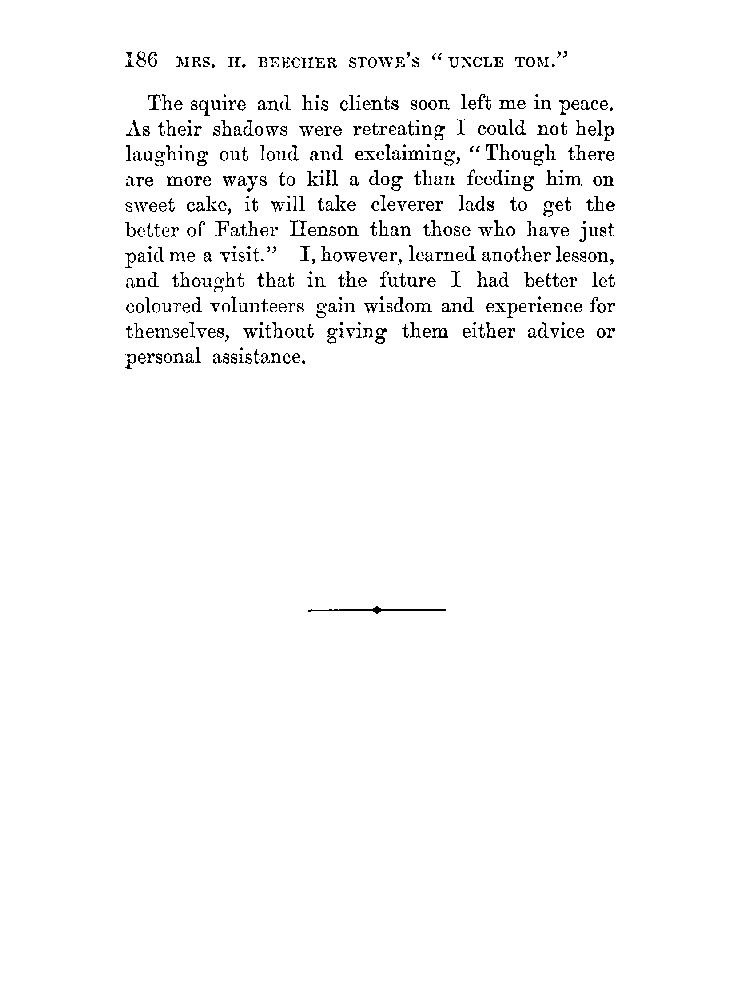 186 MRS. H. BEECHER STOWE'S "UNCLE TOM."
The squire and his clients soon left me in peace.
As their shadows were retreating I could not help
laughing out loud and exclaiming, "Though there
are more ways to kill a dog than feeding him on
sweet cake, it will take cleverer lads to get the
better of Father Henson than those who have just
paid me a visit." I, however, learned another lesson,
and thought that in the future I had better let
coloured volunteers gain wisdom and experience for
themselves, without giving them either advice or
personal assistance.